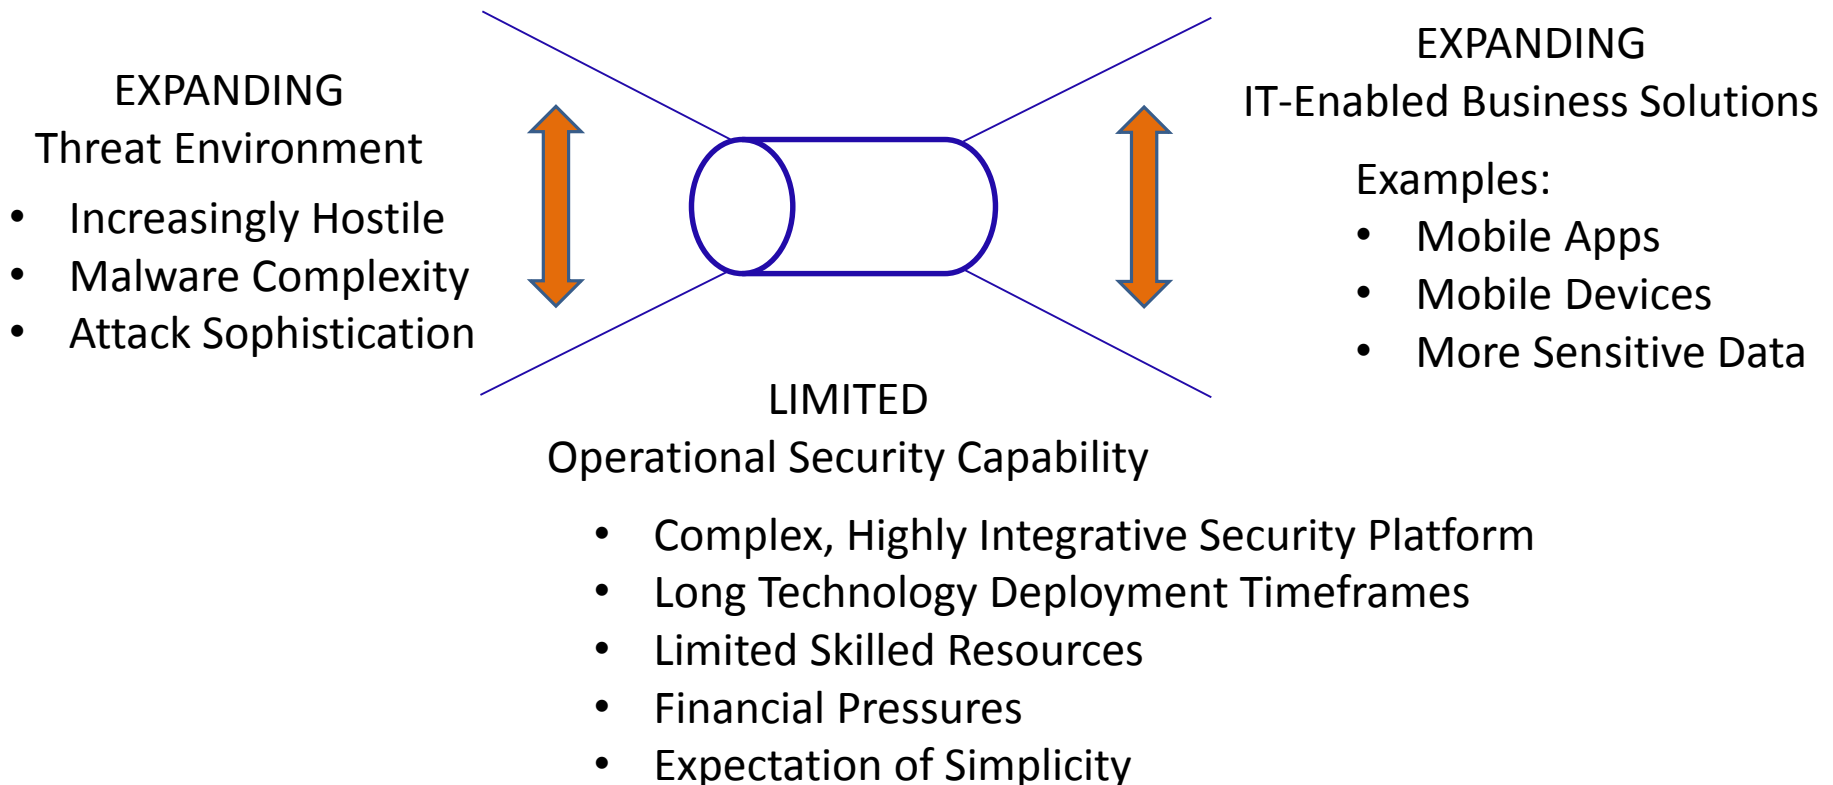 EXPANDING
Threat Environment
• Increasingly Hostile
• Malware Complexity
• Attack Sophistication
EXPANDING
IT-Enabled Business Solutions
Examples:
• Mobile Apps
• Mobile Devices
• More Sensitive Data
LIMITED
Operational Security Capability
• Complex, Highly Integrative Security Platform
• Long Technology Deployment Timeframes
• Limited Skilled Resources
• Financial Pressures
• Expectation of Simplicity